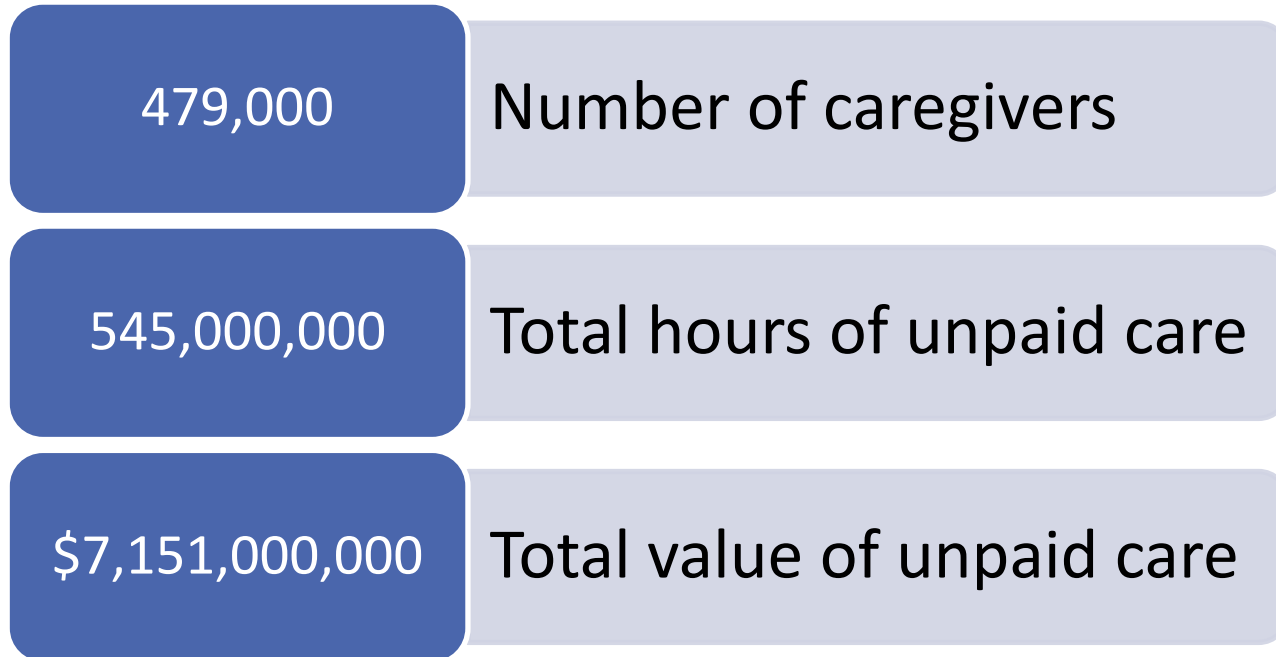 479,000
Number of caregivers
545,000,000
Total hours of unpaid care
$7,151,000,000
Total value of unpaid care